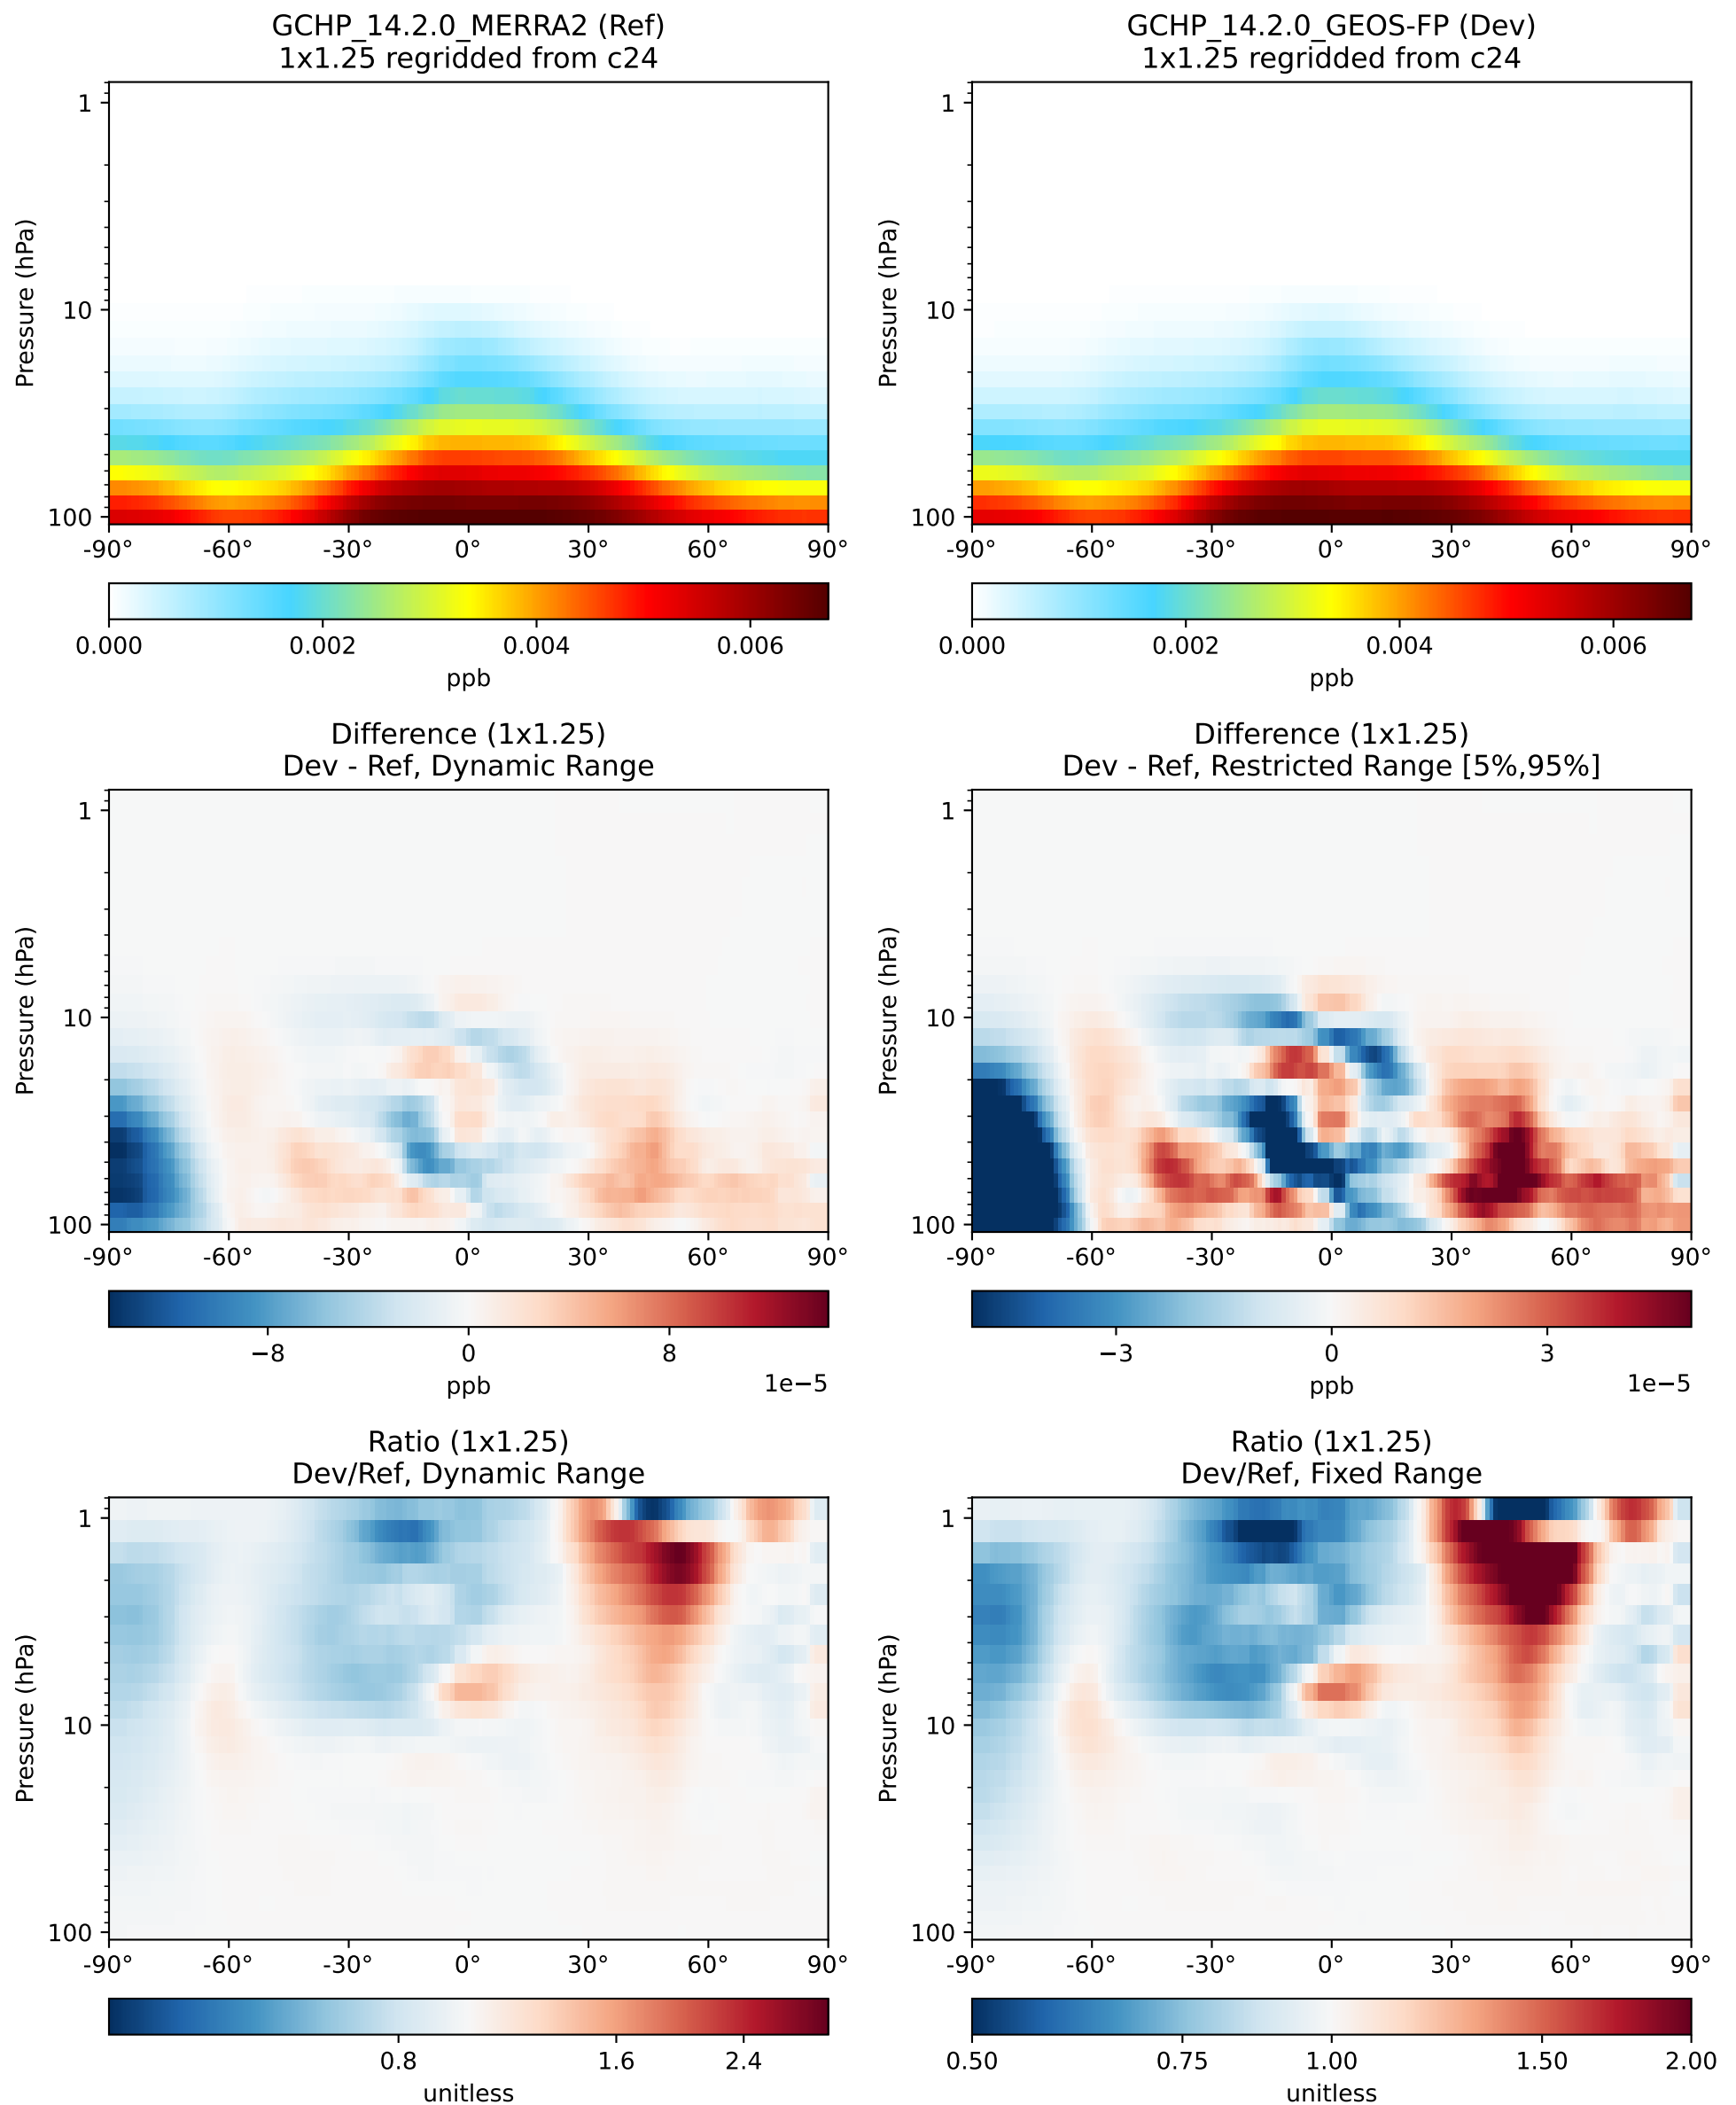 GCHP_14.2.0_MERRA2 (Ref)
1x1.25 regridded from c24
Pressure (hPa)
1
10
100
-90° -60° -30° 0° 30° 60° 90°
0.000 0.002 0.004 0.006
ppb
GCHP_14.2.0_GEOS-FP (Dev)
1x1.25 regridded from c24
Pressure (hPa)
1
10
100
-90° -60° -30° 0° 30° 60° 90°
0.000 0.002 0.004 0.006
ppb
Difference (1x1.25)
Dev - Ref, Dynamic Range
Pressure (hPa)
1
10
100
-90° -60° -30° 0° 30° 60° 90°
−8 0 8
1e−5
ppb
Difference (1x1.25)
Dev - Ref, Restricted Range [5%,95%]
Pressure (hPa)
1
10
100
-90° -60° -30° 0° 30° 60° 90°
−3 0 3
1e−5
ppb
Ratio (1x1.25)
Dev/Ref, Dynamic Range
Pressure (hPa)
1
10
100
-90° -60° -30° 0° 30° 60° 90°
0.8 1.6 2.4
unitless
Ratio (1x1.25)
Dev/Ref, Fixed Range
Pressure (hPa)
1
10
100
-90° -60° -30° 0° 30° 60° 90°
0.50 0.75 1.00 1.50 2.00
unitless